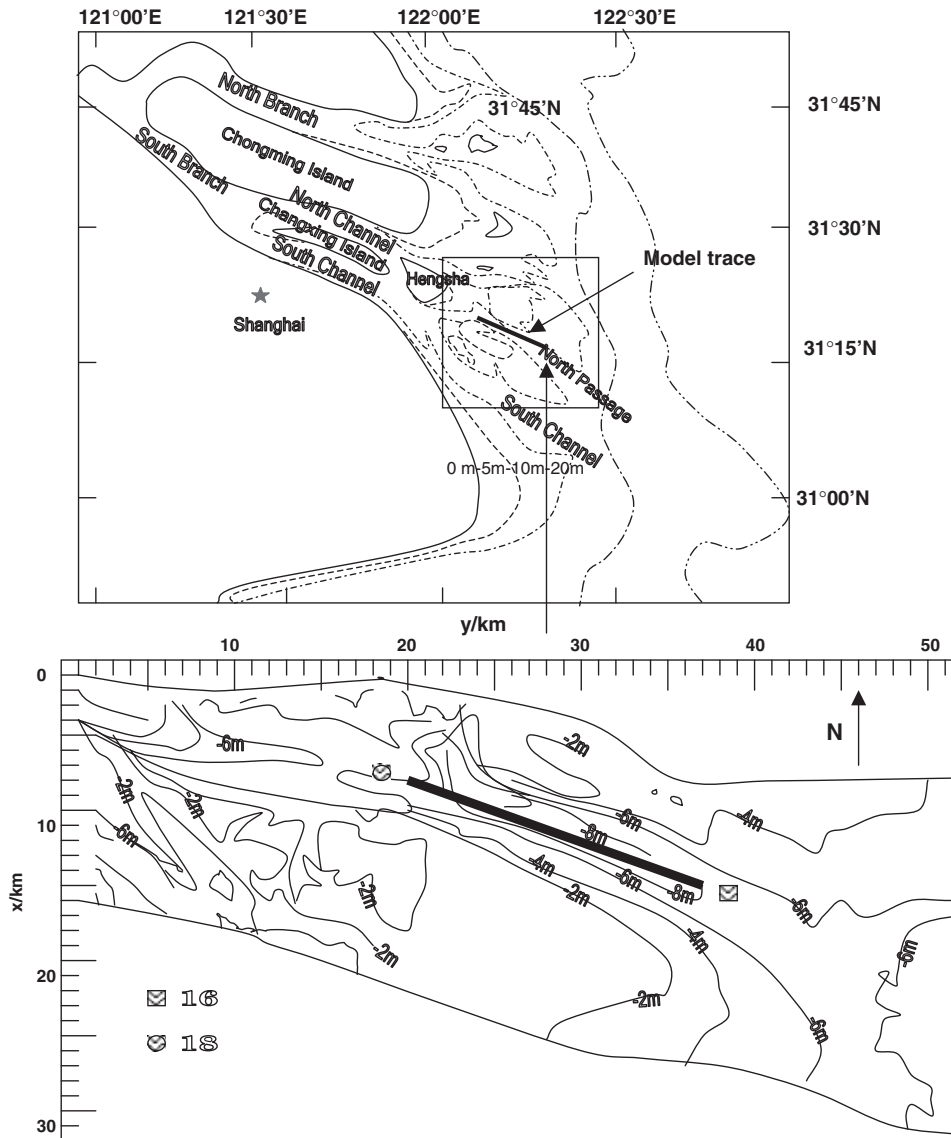 121°00'E 121°30'E 122°00'E 122°30'E
North Branch
31°45'N
31°45'N
South Branch
Chongming Island
North Channel
31°30'N
Changxing Island
South Channel
Hengsha
Model trace
Shanghai
31°15'N
North Passage
South Channel
0 m-5m-10m-20m
31°00'N
y/km
10 20 30 40 50
0
N
-2m
-6m
-2m
-2m
-4m
-6m
-8m
10
-6m
-4m
-6m
-8m
-2m
-2m
-6m
x/km
-4m
-2m
-6m
20
-2m
16
-6m
18
30